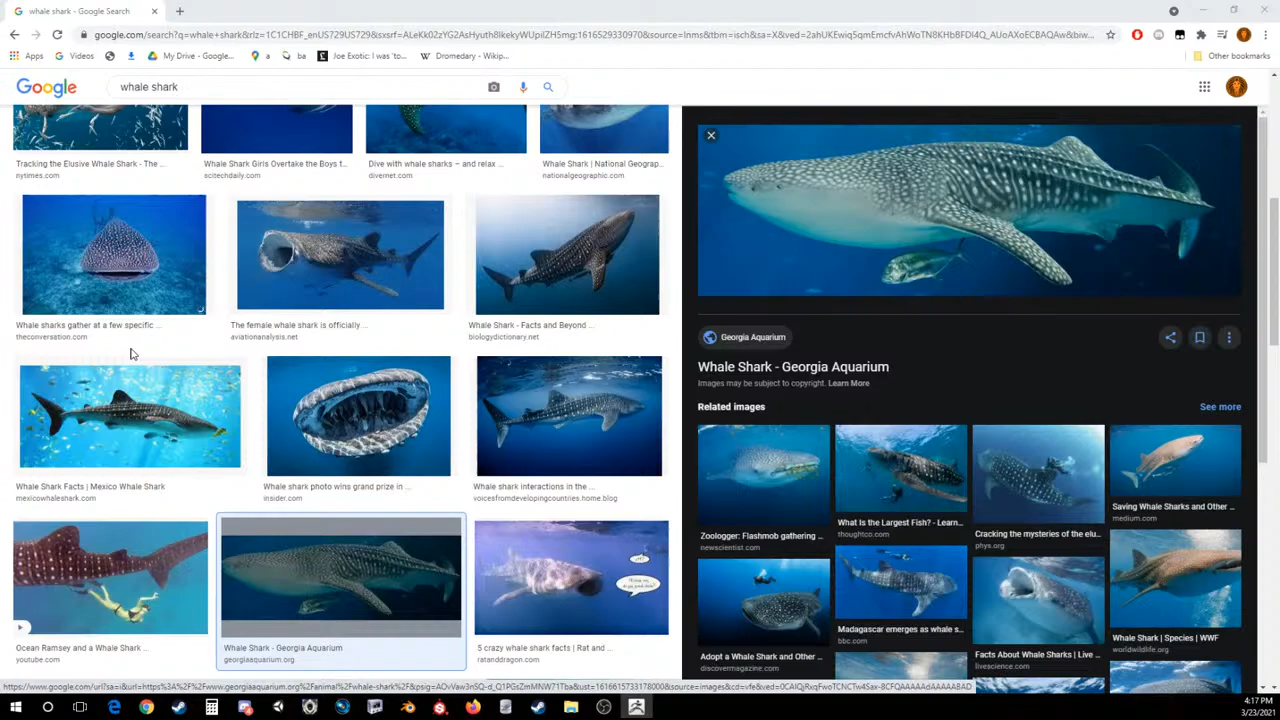 whale shark
google.com/search?q=whale+shark&rlz=1C1CHBF_enUS729US729&sxsrf=ALeKk02zYG2AsHyuth8IkekyWUpilZH5mg:1616529330970&source=lnms&tbm=isch&sa=X&ved=2ahUKEwiq5qmEmcfvAhWoTN8KHb8FDi4Q_AUoAXoECBAQAw&biw...
Apps
Videos
My Drive - Google...
a
ba
Joe Exotic: I was 'to...
Dromedary - Wikip...
Other bookmarks
Google
whale shark
Tracking the Elusive Whale Shark - The ...
nytimes.com
Whale Shark Girls Overtake the Boys t...
scitechdaily.com
Dive with whale sharks – and relax ...
divernet.com
Whale Shark | National Geograp...
nationalgeographic.com
Whale sharks gather at a few specific ...
theconversation.com
The female whale shark is officially ...
aviationanalysis.net
Whale Shark - Facts and Beyond ...
biologydictionary.net
Whale Shark Facts | Mexico Whale Shark
mexicowhaleshark.com
Whale shark photo wins grand prize in ...
insider.com
Whale shark interactions in the ...
voicesfromdevelopingcountries.home.blog
Ocean Ramsey and a Whale Shark ...
youtube.com
Whale Shark - Georgia Aquarium
georgiaaquarium.org
5 crazy whale shark facts | Rat and ...
ratanddragon.com
Georgia Aquarium
Whale Shark - Georgia Aquarium
Images may be subject to copyright. Learn More
Related images
See more
Zoologger: Flashmob gathering ...
newscientist.com
What Is the Largest Fish? - Learn...
thoughtco.com
Cracking the mysteries of the elu...
phys.org
Saving Whale Sharks and Other ...
medium.com
Adopt a Whale Shark and Other ...
discovermagazine.com
Madagascar emerges as whale s...
bbc.com
Facts About Whale Sharks | Live ...
livescience.com
Whale Shark | Species | WWF
worldwildlife.org
4:17 PM
3/23/2021